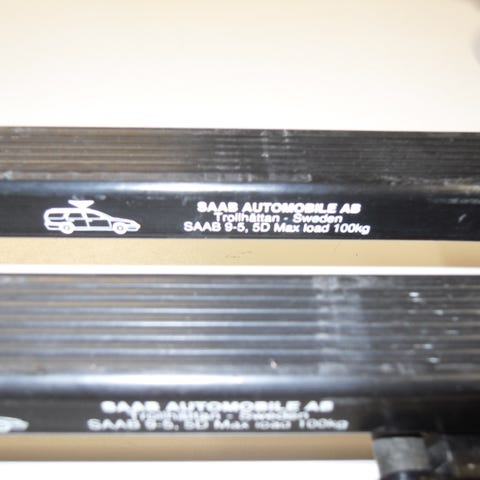 SAAB AUTOMOBILE AB
Trollhättan - Sweden
SAAB 9-5, 5D Max load 100kg
SAAB AUTOMOBILE AB
Trollhättan - Sweden
SAAB 9-5, 5D Max load 100kg